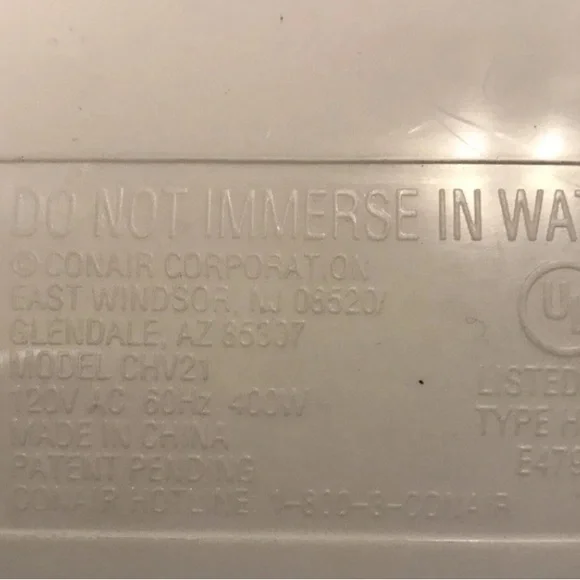 DO NOT IMMERSE IN WAT
© CONAIR CORPORATION
EAST WINDSOR, NJ 08520/
GLENDALE, AZ 85307
MODEL CHV21
120V AC 60Hz 400W
MADE IN CHINA
PATENT PENDING
CONAIR HOTLINE 1-800-3-CONAIR
UL
LISTED
TYPE H
E479